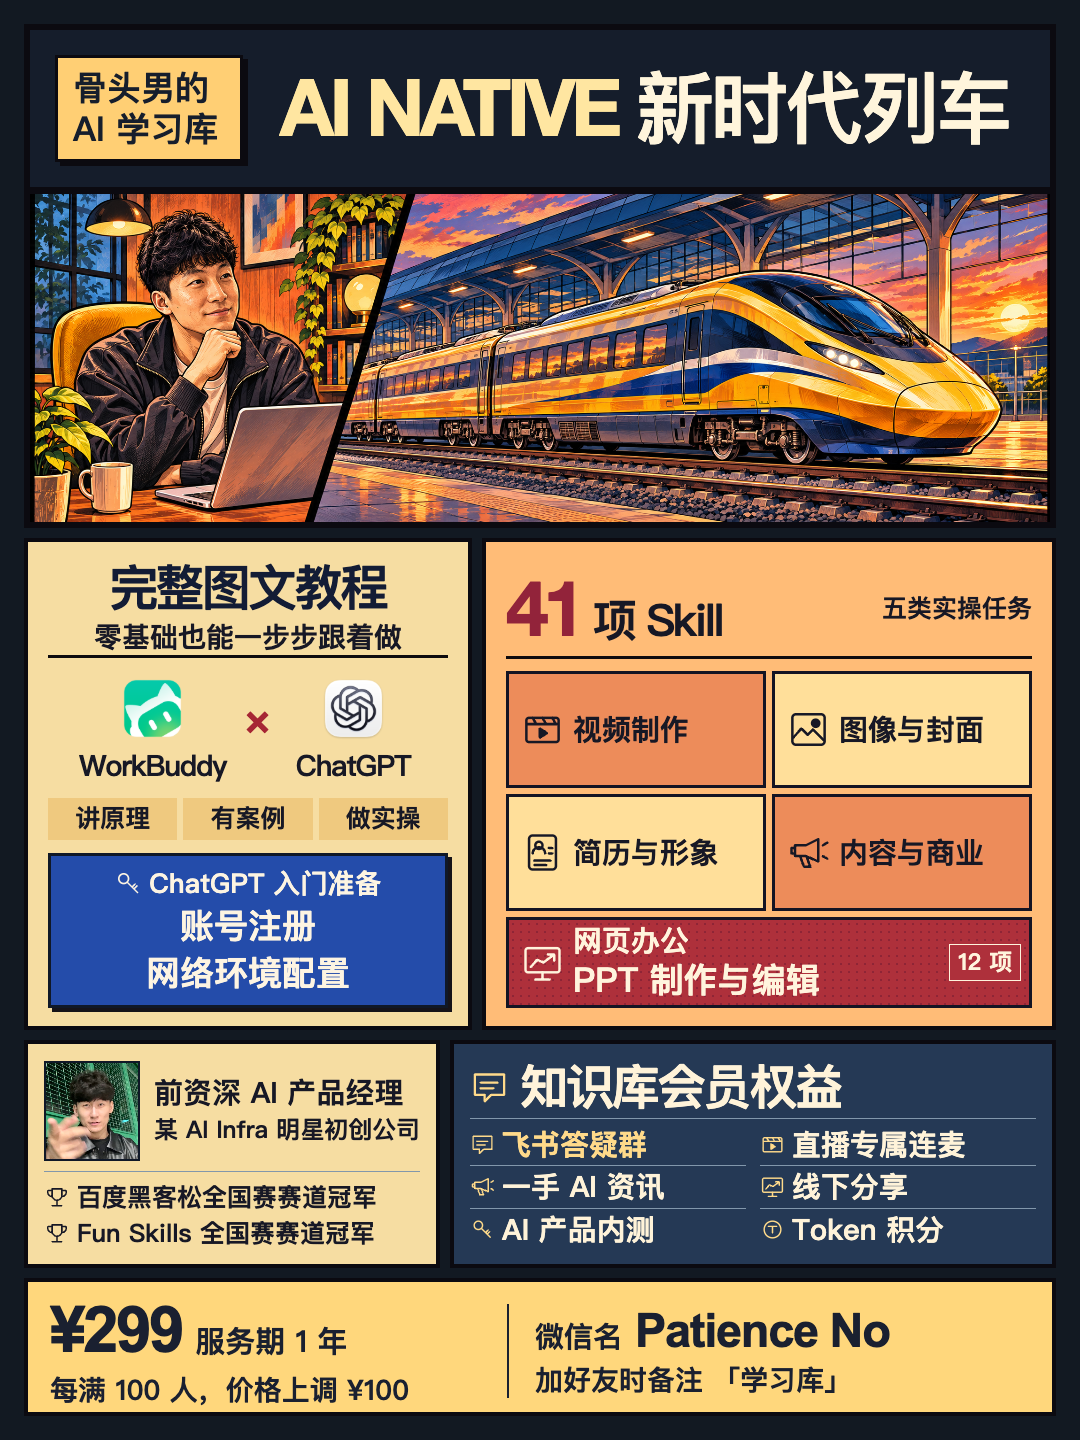 骨头男的
AI 学习库
AI NATIVE 新时代列车
完整图文教程
零基础也能一步步跟着做
WorkBuddy
×
ChatGPT
讲原理
有案例
做实操
ChatGPT 入门准备
账号注册
网络环境配置
41 项 Skill
五类实操任务
视频制作
图像与封面
简历与形象
内容与商业
网页办公
PPT 制作与编辑
12 项
前资深 AI 产品经理
某 AI Infra 明星初创公司
百度黑客松全国赛赛道冠军
Fun Skills 全国赛赛道冠军
知识库会员权益
飞书答疑群
直播专属连麦
一手 AI 资讯
线下分享
AI 产品内测
Token 积分
¥299 服务期 1 年
每满 100 人，价格上调 ¥100
微信名 Patience No
加好友时备注 「学习库」